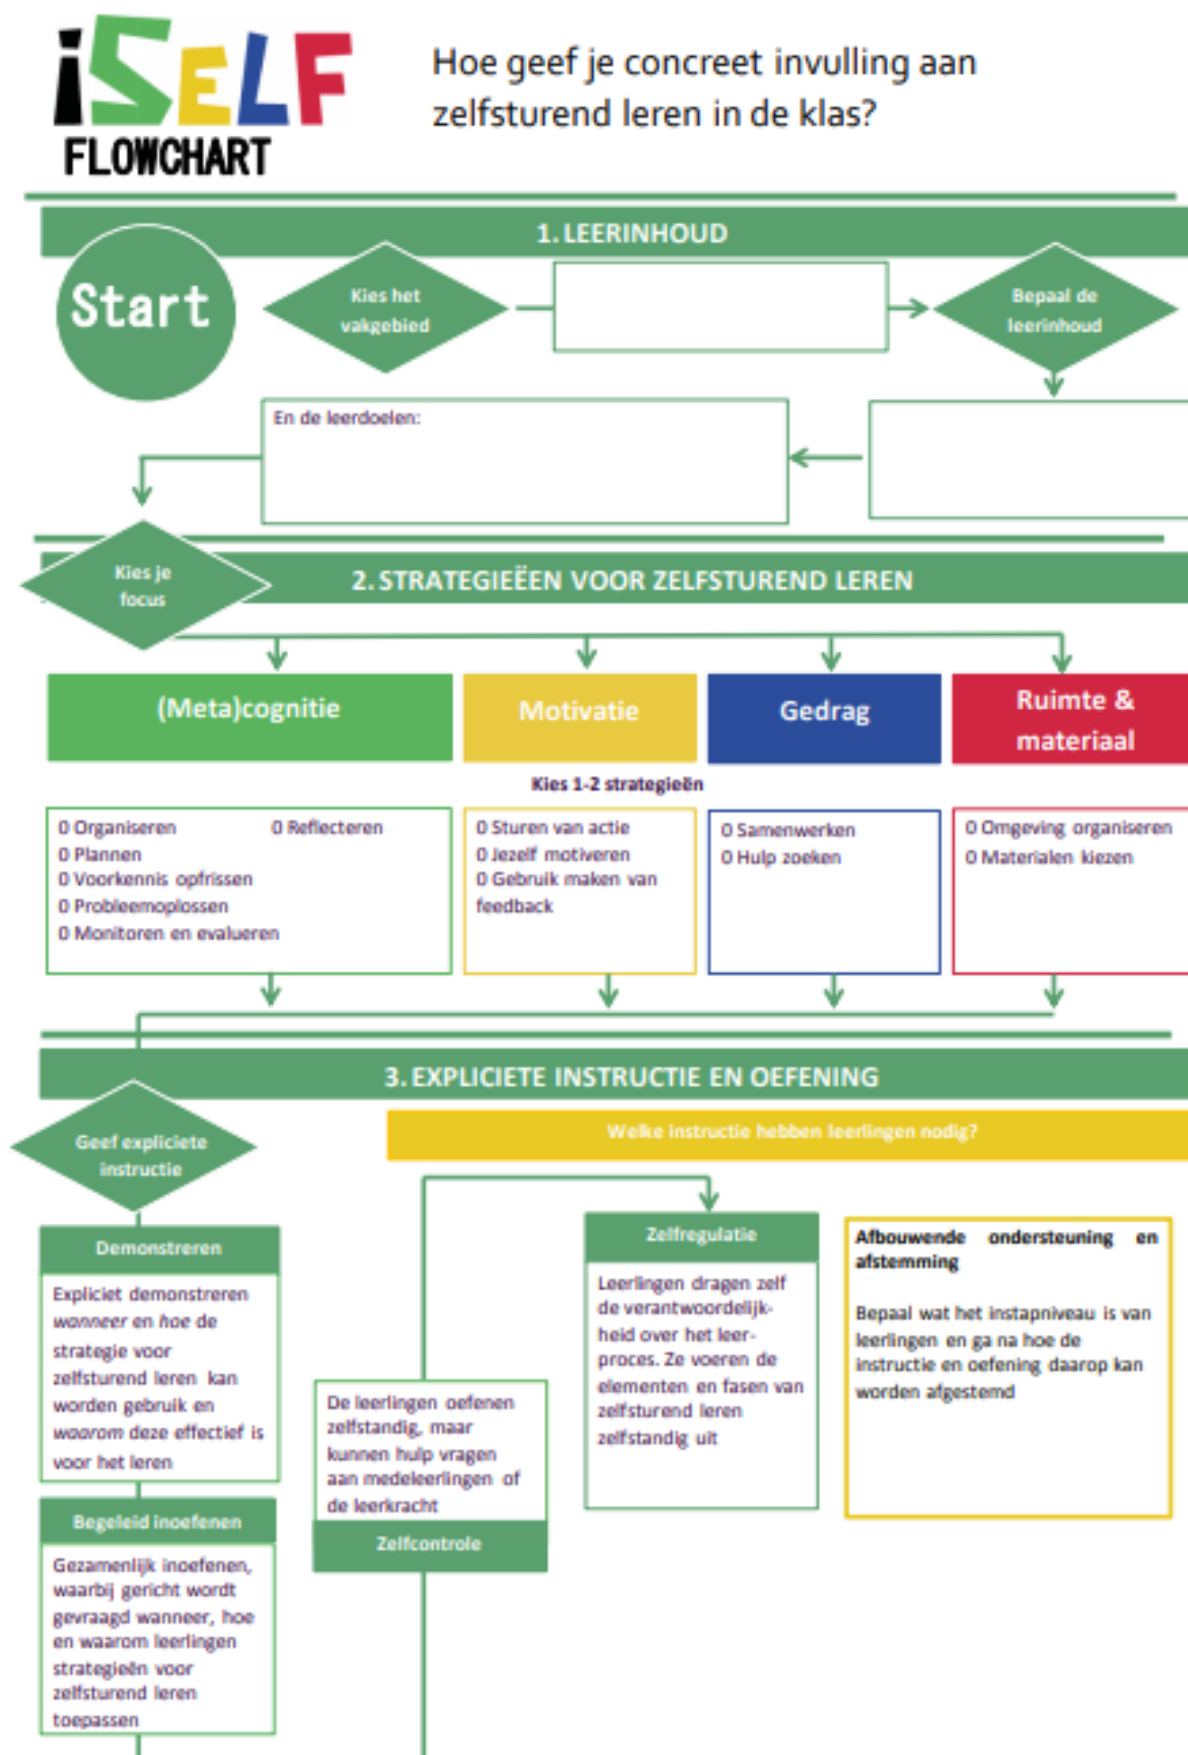 iSELF
FLOWCHART
Hoe geef je concreet invulling aan
zelfsturend leren in de klas?
1. LEERINHOUD
Start
Kies het
vakgebied
Bepaal de
leerinhoud
En de leerdoelen:
Kies je
focus
2. STRATEGIEËEN VOOR ZELFSTUREND LEREN
(Meta)cognitie
Motivatie
Gedrag
Ruimte &
materiaal
Kies 1-2 strategieën
0 Organiseren
0 Reflecteren
0 Plannen
0 Voorkennis opfrissen
0 Probleemoplossen
0 Monitoren en evalueren
0 Sturen van actie
0 Jezelf motiveren
0 Gebruik maken van
feedback
0 Samenwerken
0 Hulp zoeken
0 Omgeving organiseren
0 Materialen kiezen
3. EXPLICIETE INSTRUCTIE EN OEFENING
Geef expliciete
instructie
Welke instructie hebben leerlingen nodig?
Demonstreren
Expliciet demonstreren
wanneer en hoe de
strategie voor
zelfsturend leren kan
worden gebruik en
waarom deze effectief is
voor het leren
Begeleid inoefenen
Gezamenlijk inoefenen,
waarbij gericht wordt
gevraagd wanneer, hoe
en waarom leerlingen
strategieën voor
zelfsturend leren
toepassen
De leerlingen oefenen
zelfstandig, maar
kunnen hulp vragen
aan medeleerlingen of
de leerkracht
Zelfcontrole
Zelfregulatie
Leerlingen dragen zelf
de verantwoordelijk-
heid over het leer-
proces. Ze voeren de
elementen en fasen van
zelfsturend leren
zelfstandig uit
Afbouwende ondersteuning en
afstemming
Bepaal wat het instapniveau is van
leerlingen en ga na hoe de
instructie en oefening daarop kan
worden afgestemd